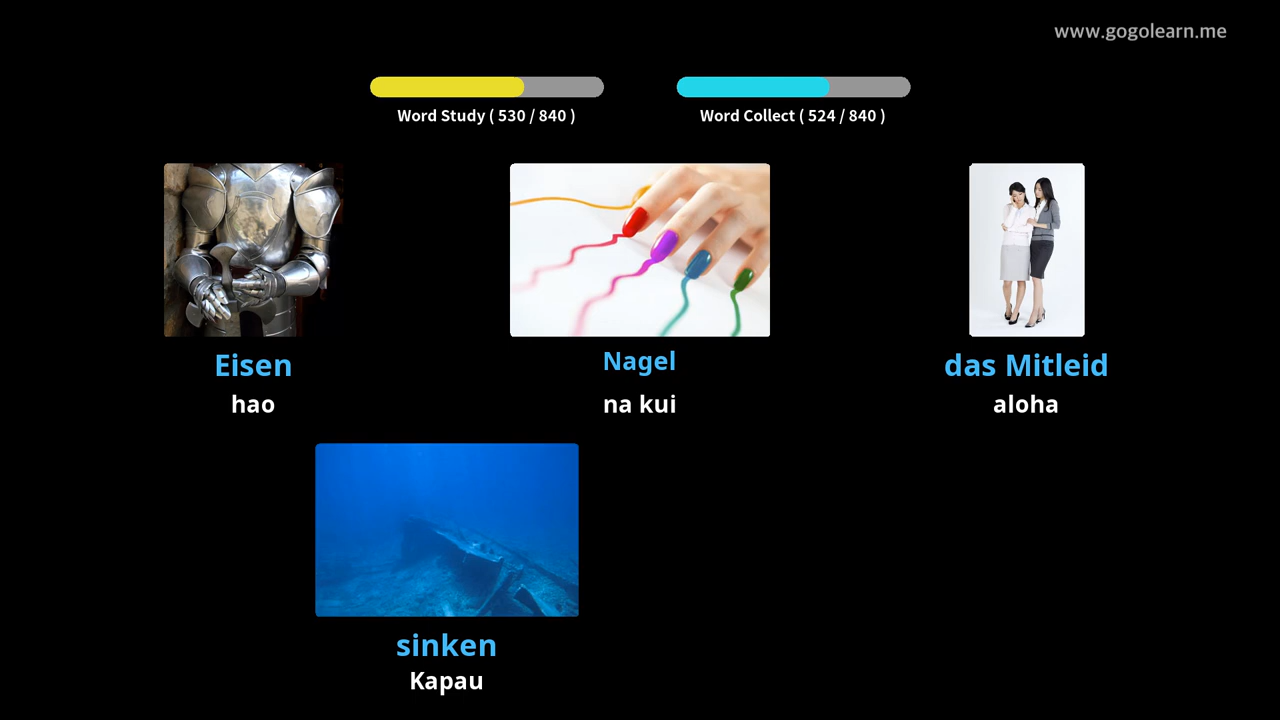 www.gogolearn.me
Word Study ( 530 / 840 )
Word Collect ( 524 / 840 )
Eisen
hao
Nagel
na kui
das Mitleid
aloha
sinken
Kapau